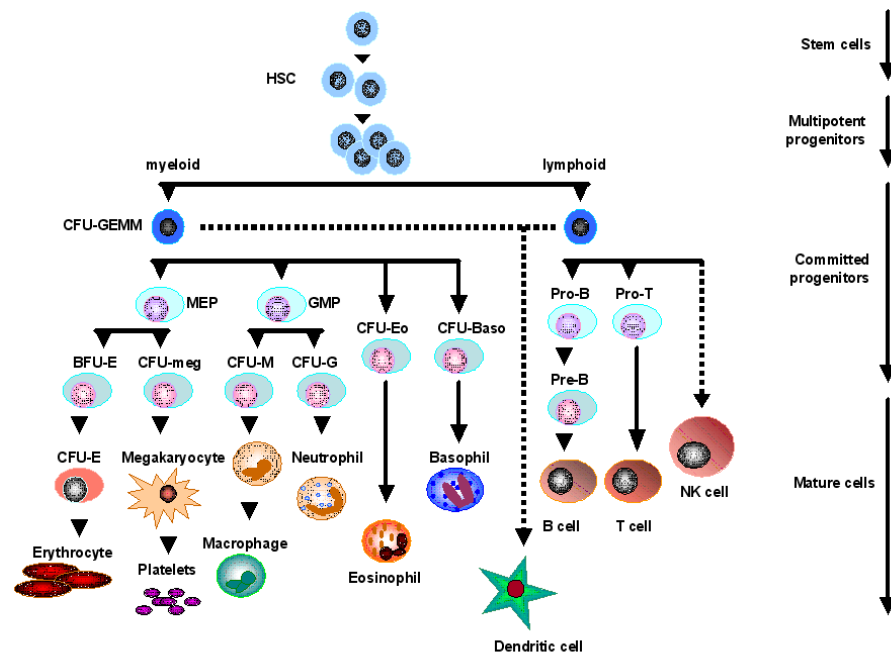 Stem cells
HSC
Multipotent
progenitors
myeloid
lymphoid
CFU-GEMM
Committed
progenitors
MEP
GMP
Pro-B
Pro-T
CFU-Eo
CFU-Baso
BFU-E
CFU-meg
CFU-M
CFU-G
Pre-B
CFU-E
Megakaryocyte
Neutrophil
Basophil
NK cell
Mature cells
B cell
T cell
Erythrocyte
Macrophage
Platelets
Eosinophil
Dendritic cell